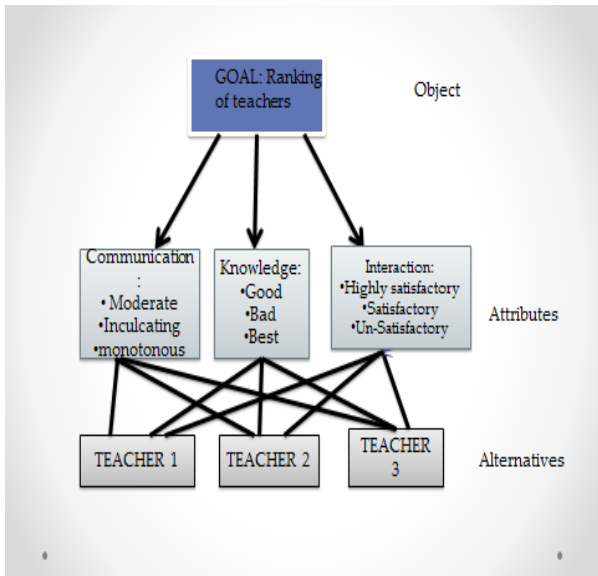 GOAL: Ranking
of teachers
Object
Communication
:
• Moderate
•Inculcating
•monotonous
Knowledge:
•Good
•Bad
•Best
Interaction:
•Highly satisfactory
•Satisfactory
•Un-Satisfactory
Attributes
TEACHER 1
TEACHER 2
TEACHER
3
Alternatives